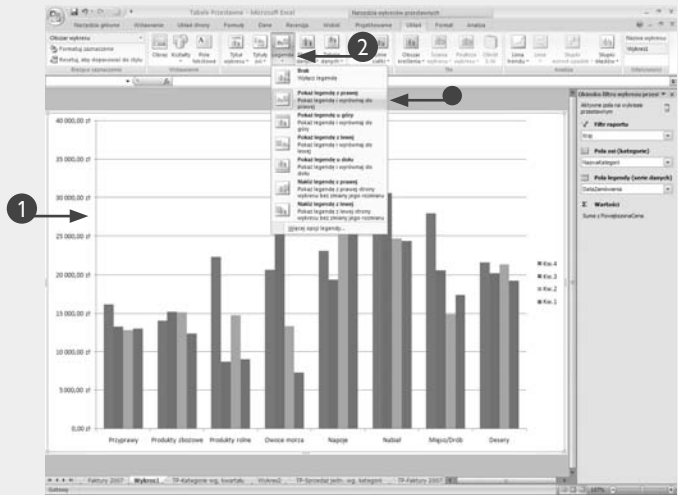 Tabele Przestawne - Microsoft Excel
Narzędzia wykresów przestawnych
Narzędzia główne Wstawianie Układ strony Formuły Dane Recenzja Widok Projektowanie Układ Format Analiza
Obszar wykresu
Formatuj zaznaczenie
Resetuj, aby dopasować do stylu
Bieżące zaznaczenie
Obraz Kształty Pole tekstowe
Wstawianie
Tytuł wykresu
Tytuły osi
Legenda
Obszar kreślenia
Ściana wykresu
Podłoże wykresu
Obrót 3-W
Tło
Linia trendu
Linie
Słupki
Słupki błędów
Analiza
Nazwa wykresu:
Wykres1
Właściwości
2
1
Brak
Wyłącz legendę
Pokaż legendę z prawej
Pokaż legendę i wyrównaj do
prawej
Pokaż legendę u góry
Pokaż legendę i wyrównaj do
góry
Pokaż legendę z lewej
Pokaż legendę i wyrównaj do
lewej
Pokaż legendę u dołu
Pokaż legendę i wyrównaj do
dołu
Nałóż legendę z prawej
Pokaż legendę z prawej strony
wykresu bez zmiany jego rozmiaru
Nałóż legendę z lewej
Pokaż legendę z lewej strony
wykresu bez zmiany jego rozmiaru
Więcej opcji legendy...
40 000,00 zł
35 000,00 zł
30 000,00 zł
25 000,00 zł
20 000,00 zł
15 000,00 zł
10 000,00 zł
5 000,00 zł
0,00 zł
Przyprawy Produkty zbożowe Produkty rolne Owoce morza Napoje Nabiał Mięso/Drób Desery
Kw.4
Kw.3
Kw.2
Kw.1
Okienko filtru wykresu przest
Aktywne pola na wykresie
przestawnym
Filtr raportu
Kraj
Pola osi (kategorie)
NazwaKategorii
Pola legendy (serie danych)
DataZamówienia
Σ Wartości
Suma z PowiększonaCena
Faktury 2007 Wykres1 TP-Kategorie wg. kwartału Wykres2 TP-Sprzedaż jedn. wg. kategorii TP-Faktury 2007
Gotowy
107%